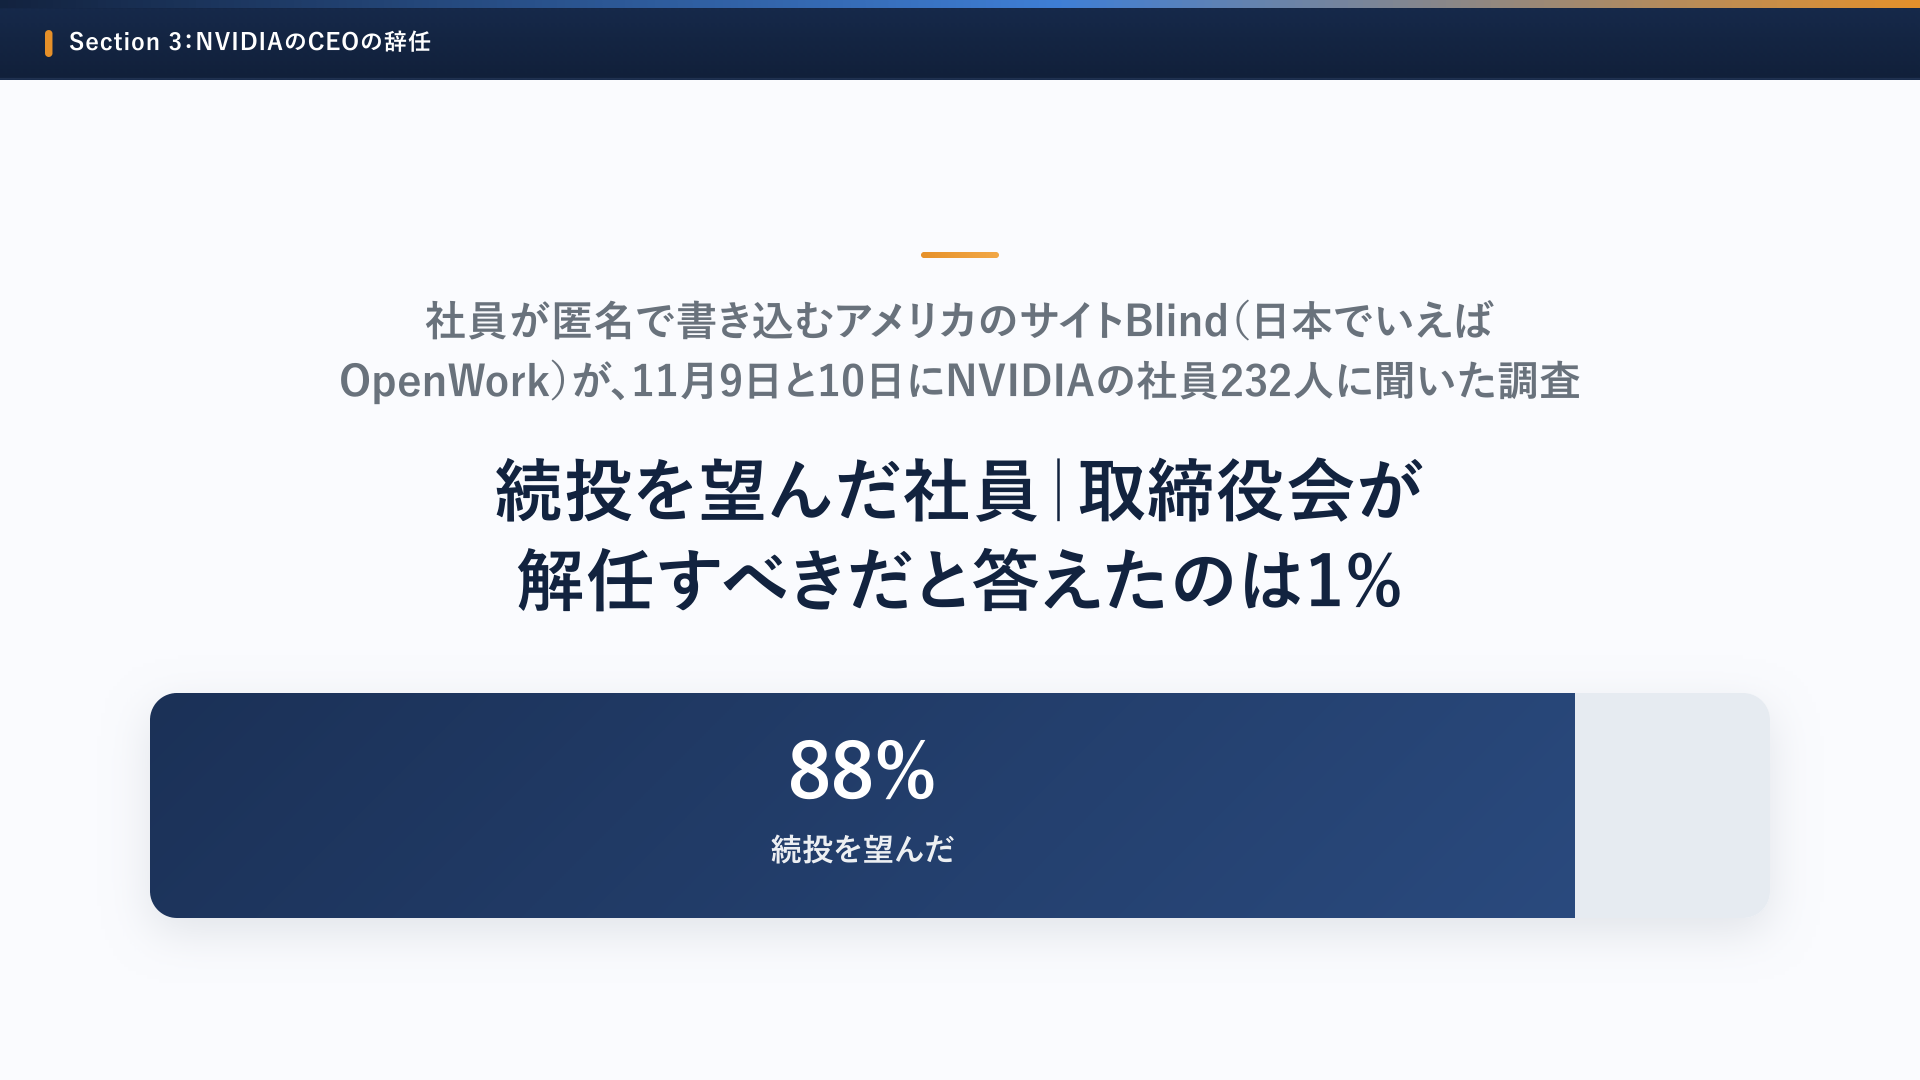 Section 3：NVIDIAのCEOの辞任
社員が匿名で書き込むアメリカのサイトBlind（日本でいえば
OpenWork）が、11月9日と10日にNVIDIAの社員232人に聞いた調査
続投を望んだ社員｜取締役会が
解任すべきだと答えたのは1%
88%
続投を望んだ